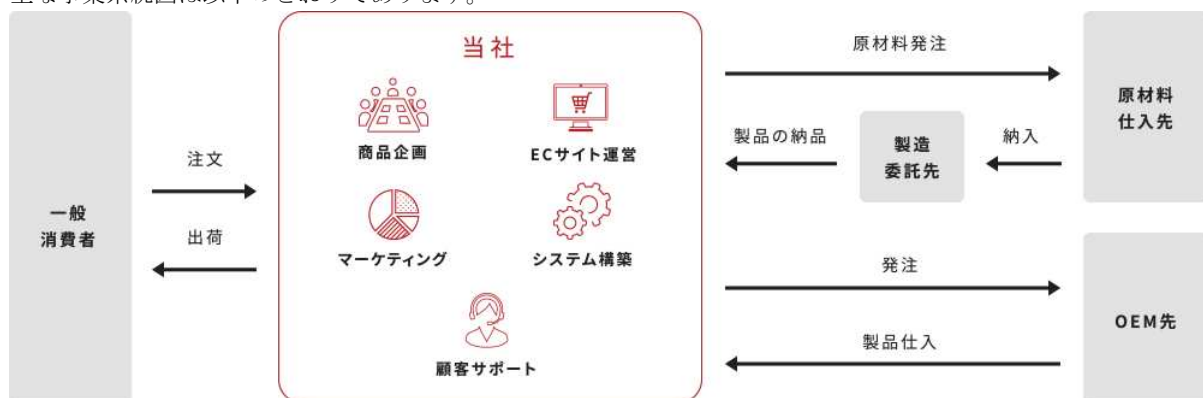 主な事業系統図は以下のとおりであります。
当社
商品企画
ECサイト運営
マーケティング
システム構築
顧客サポート
一般
消費者
注文
出荷
原材料発注
製品の納品
製造
委託先
納入
原材料
仕入先
発注
製品仕入
OEM先